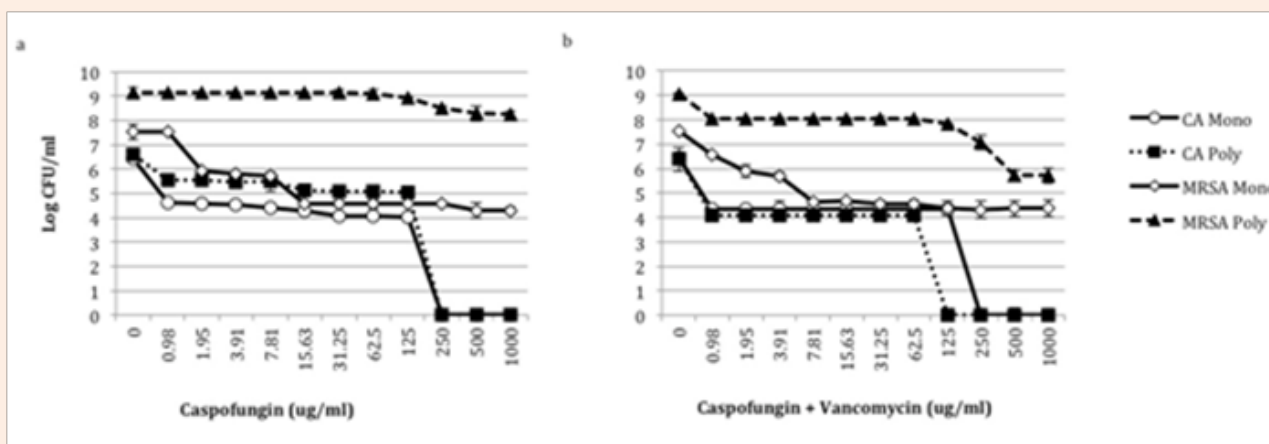 a
10
9
8
7
6
5
4
3
2
1
0
Log CFU/ml
0 0.98 1.95 3.91 7.81 15.63 31.25 62.5 125 250 500 1000
Caspofungin (ug/ml)
b
10
9
8
7
6
5
4
3
2
1
0
0 0.98 1.95 3.91 7.81 15.63 31.25 62.5 125 250 500 1000
Caspofungin + Vancomycin (ug/ml)
CA Mono
CA Poly
MRSA Mono
MRSA Poly